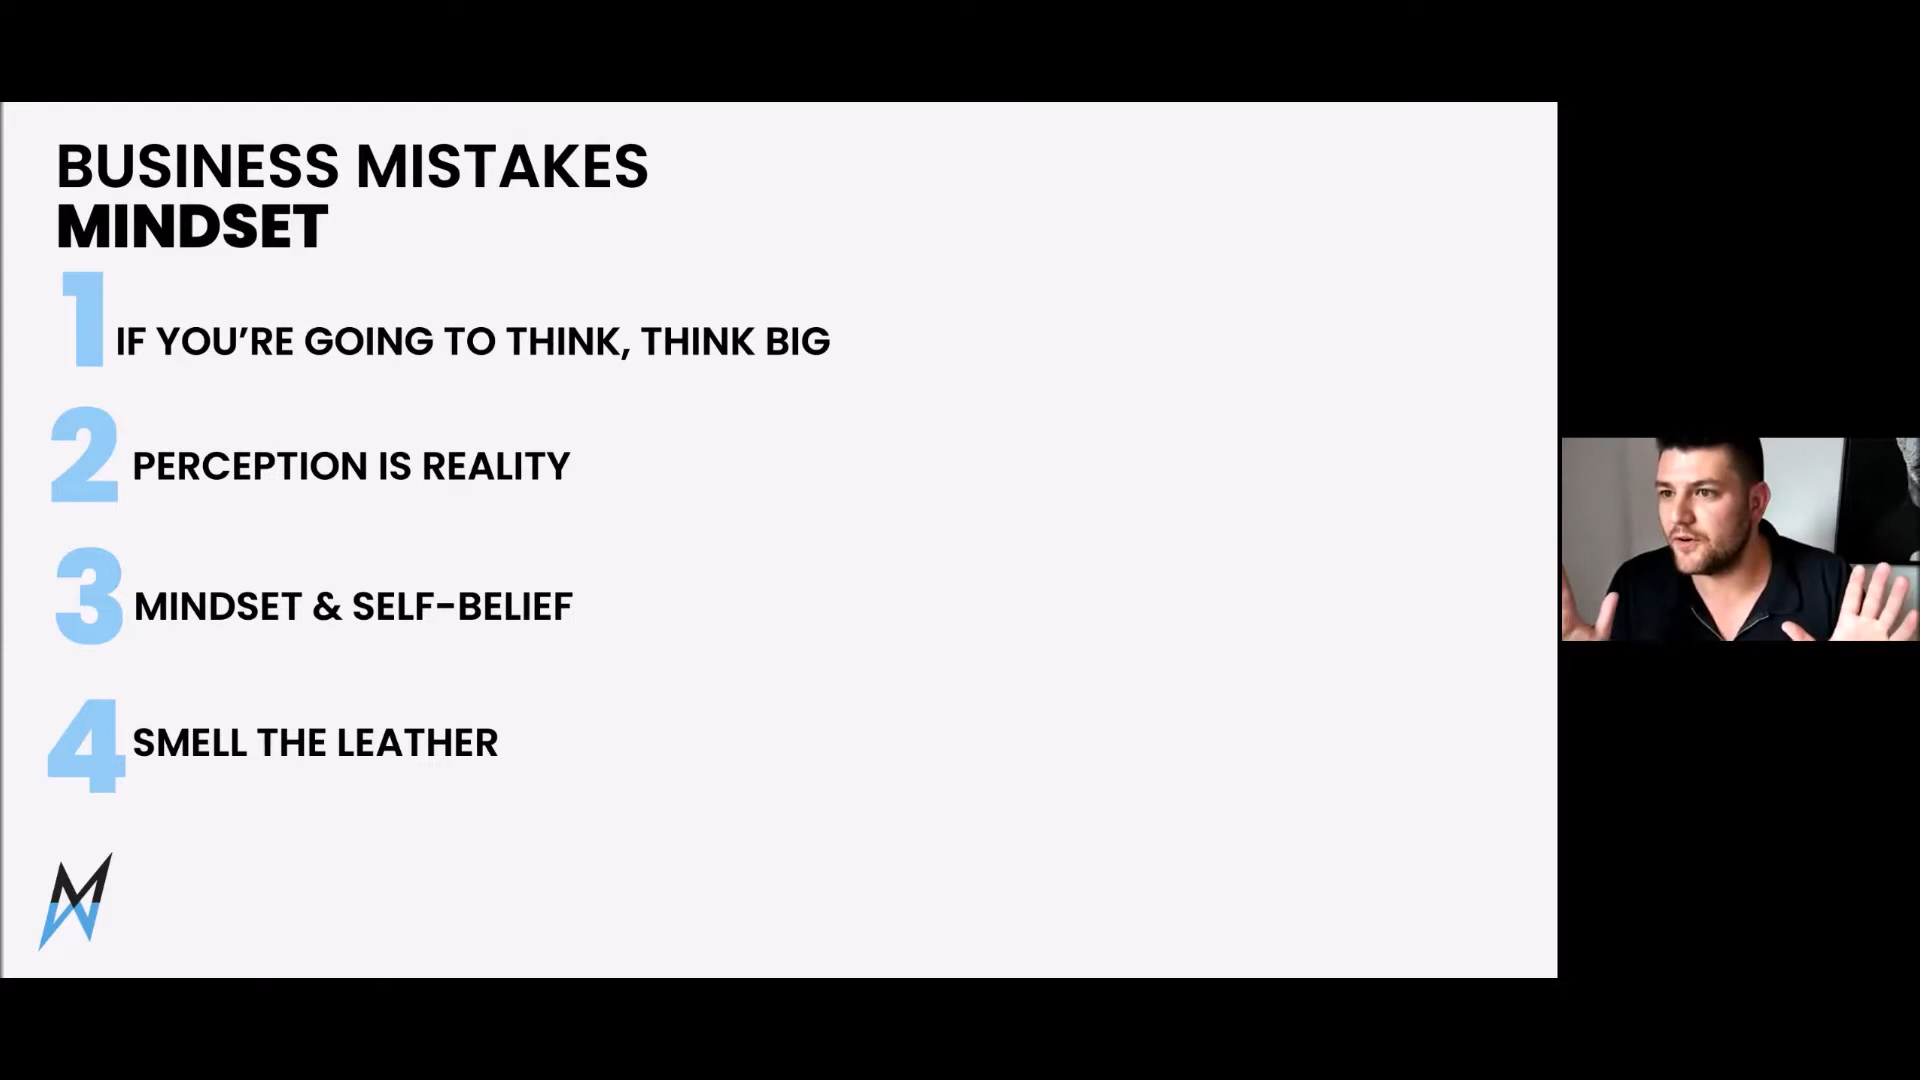 BUSINESS MISTAKES
MINDSET
1 IF YOU’RE GOING TO THINK, THINK BIG
2 PERCEPTION IS REALITY
3 MINDSET & SELF-BELIEF
4 SMELL THE LEATHER